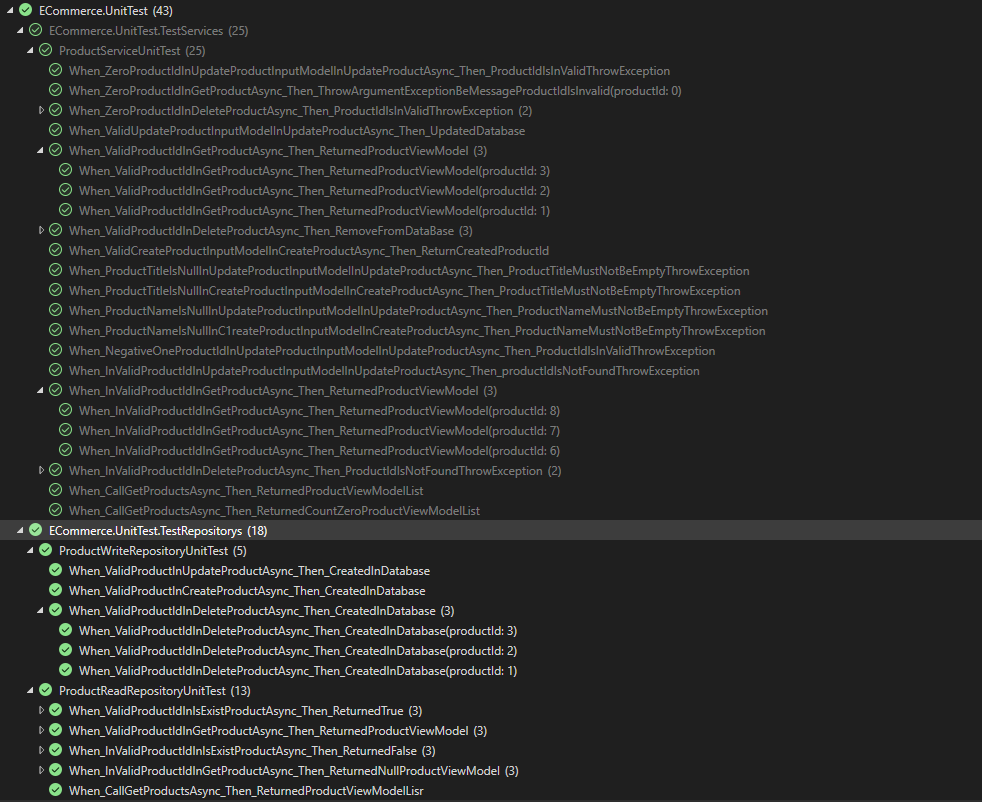 ECommerce.UnitTest (43)
ECommerce.UnitTest.TestServices (25)
ProductServiceUnitTest (25)
When_ZeroProductIdInUpdateProductInputModelInUpdateProductAsync_Then_ProductIdIsInValidThrowException
When_ZeroProductIdInGetProductAsync_Then_ThrowArgumentExceptionBeMessageProductIdIsInvalid(productId: 0)
When_ZeroProductIdInDeleteProductAsync_Then_ProductIdIsInValidThrowException (2)
When_ValidUpdateProductInputModelInUpdateProductAsync_Then_UpdatedDatabase
When_ValidProductIdInGetProductAsync_Then_ReturnedProductViewModel (3)
When_ValidProductIdInGetProductAsync_Then_ReturnedProductViewModel(productId: 3)
When_ValidProductIdInGetProductAsync_Then_ReturnedProductViewModel(productId: 2)
When_ValidProductIdInGetProductAsync_Then_ReturnedProductViewModel(productId: 1)
When_ValidProductIdInDeleteProductAsync_Then_RemoveFromDataBase (3)
When_ValidCreateProductInputModelInCreateProductAsync_Then_ReturnCreatedProductId
When_ProductTitleIsNullInUpdateProductInputModelInUpdateProductAsync_Then_ProductTitleMustNotBeEmptyThrowException
When_ProductTitleIsNullInCreateProductInputModelInCreateProductAsync_Then_ProductTitleMustNotBeEmptyThrowException
When_ProductNameIsNullInUpdateProductInputModelInUpdateProductAsync_Then_ProductNameMustNotBeEmptyThrowException
When_ProductNameIsNullInC1reateProductInputModelInCreateProductAsync_Then_ProductNameMustNotBeEmptyThrowException
When_NegativeOneProductIdInUpdateProductInputModelInUpdateProductAsync_Then_ProductIdIsInValidThrowException
When_InValidProductIdInUpdateProductInputModelInUpdateProductAsync_Then_productIdIsNotFoundThrowException
When_InValidProductIdInGetProductAsync_Then_ReturnedProductViewModel (3)
When_InValidProductIdInGetProductAsync_Then_ReturnedProductViewModel(productId: 8)
When_InValidProductIdInGetProductAsync_Then_ReturnedProductViewModel(productId: 7)
When_InValidProductIdInGetProductAsync_Then_ReturnedProductViewModel(productId: 6)
When_InValidProductIdInDeleteProductAsync_Then_ProductIdIsNotFoundThrowException (2)
When_CallGetProductsAsync_Then_ReturnedProductViewModelList
When_CallGetProductsAsync_Then_ReturnedCountZeroProductViewModelList
ECommerce.UnitTest.TestRepositorys (18)
ProductWriteRepositoryUnitTest (5)
When_ValidProductInUpdateProductAsync_Then_CreatedInDatabase
When_ValidProductInCreateProductAsync_Then_CreatedInDatabase
When_ValidProductIdInDeleteProductAsync_Then_CreatedInDatabase (3)
When_ValidProductIdInDeleteProductAsync_Then_CreatedInDatabase(productId: 3)
When_ValidProductIdInDeleteProductAsync_Then_CreatedInDatabase(productId: 2)
When_ValidProductIdInDeleteProductAsync_Then_CreatedInDatabase(productId: 1)
ProductReadRepositoryUnitTest (13)
When_ValidProductIdInIsExistProductAsync_Then_ReturnedTrue (3)
When_ValidProductIdInGetProductAsync_Then_ReturnedProductViewModel (3)
When_InValidProductIdInIsExistProductAsync_Then_ReturnedFalse (3)
When_InValidProductIdInGetProductAsync_Then_ReturnedNullProductViewModel (3)
When_CallGetProductsAsync_Then_ReturnedProductViewModelLisr